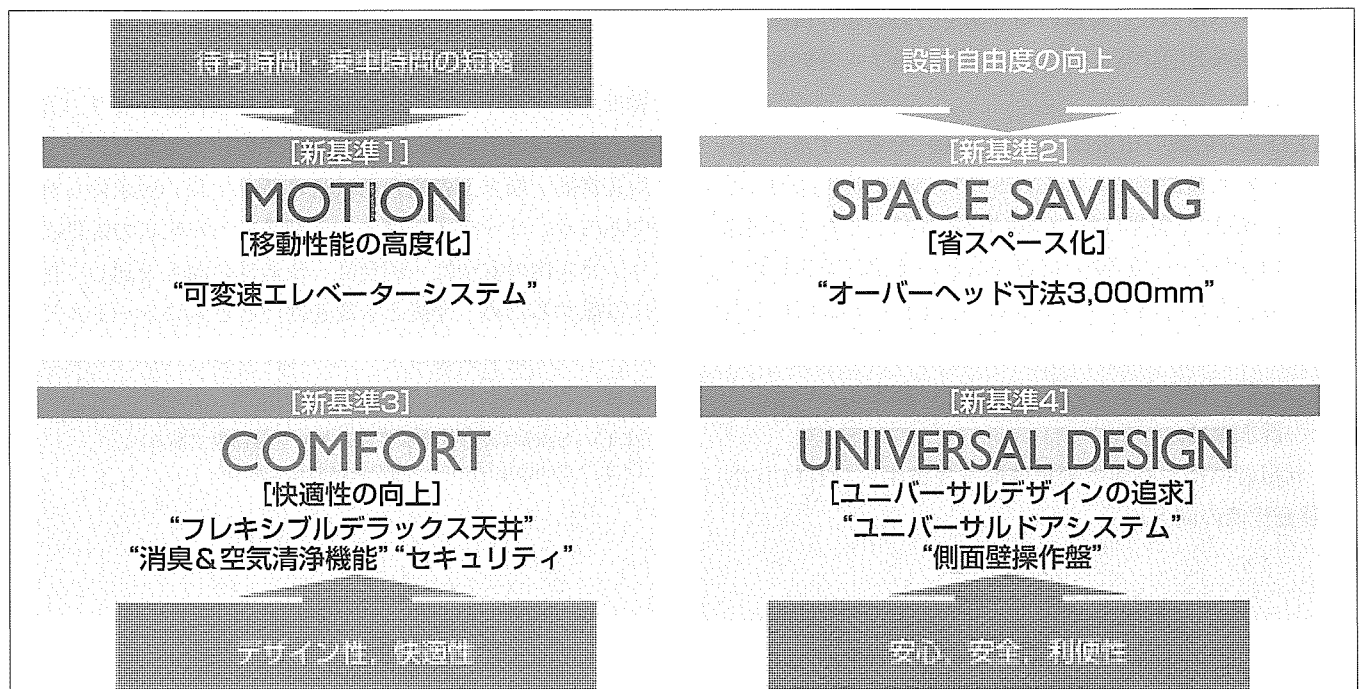 待ち時間・乗車時間の短縮
[新基準1]
MOTION
[移動性能の高度化]
“可変速エレベーターシステム”
設計自由度の向上
[新基準2]
SPACE SAVING
[省スペース化]
“オーバーヘッド寸法3,000mm”
[新基準3]
COMFORT
[快適性の向上]
“フレキシブルデラックス天井”
“消臭&空気清浄機能” “セキュリティ”
デザイン性，快適性
[新基準4]
UNIVERSAL DESIGN
[ユニバーサルデザインの追求]
“ユニバーサルドアシステム”
“側面壁操作盤”
安心，安全，利便性